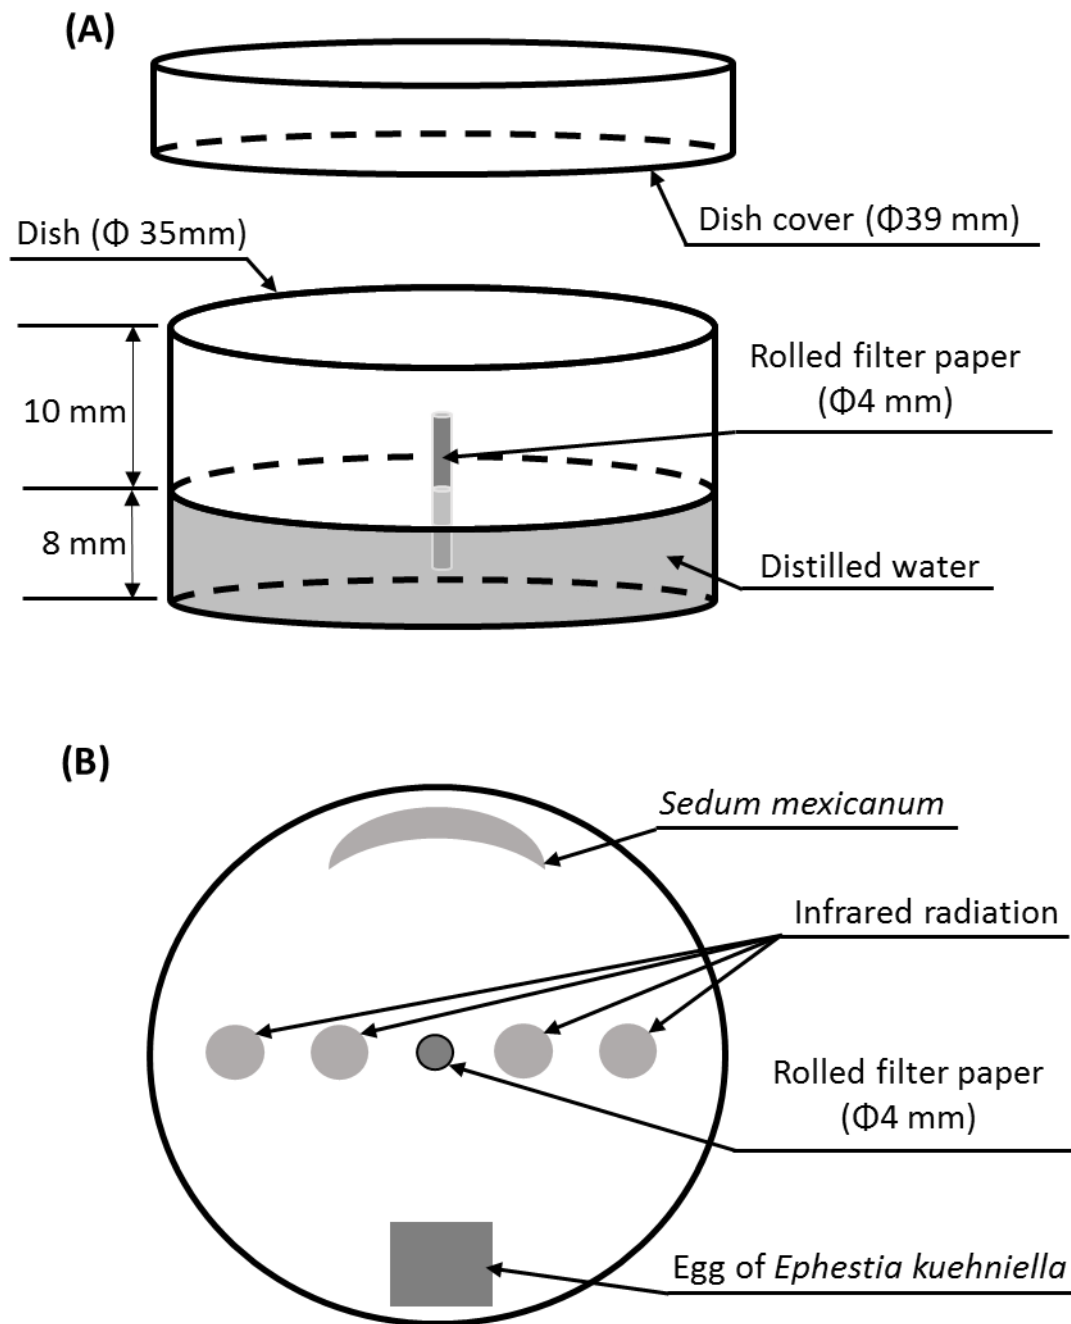 (A)
Dish cover (Φ39 mm)
Dish (Φ 35mm)
Rolled filter paper
(Φ4 mm)
10 mm
8 mm
Distilled water
(B)
Sedum mexicanum
Infrared radiation
Rolled filter paper
(Φ4 mm)
Egg of Ephestia kuehniella